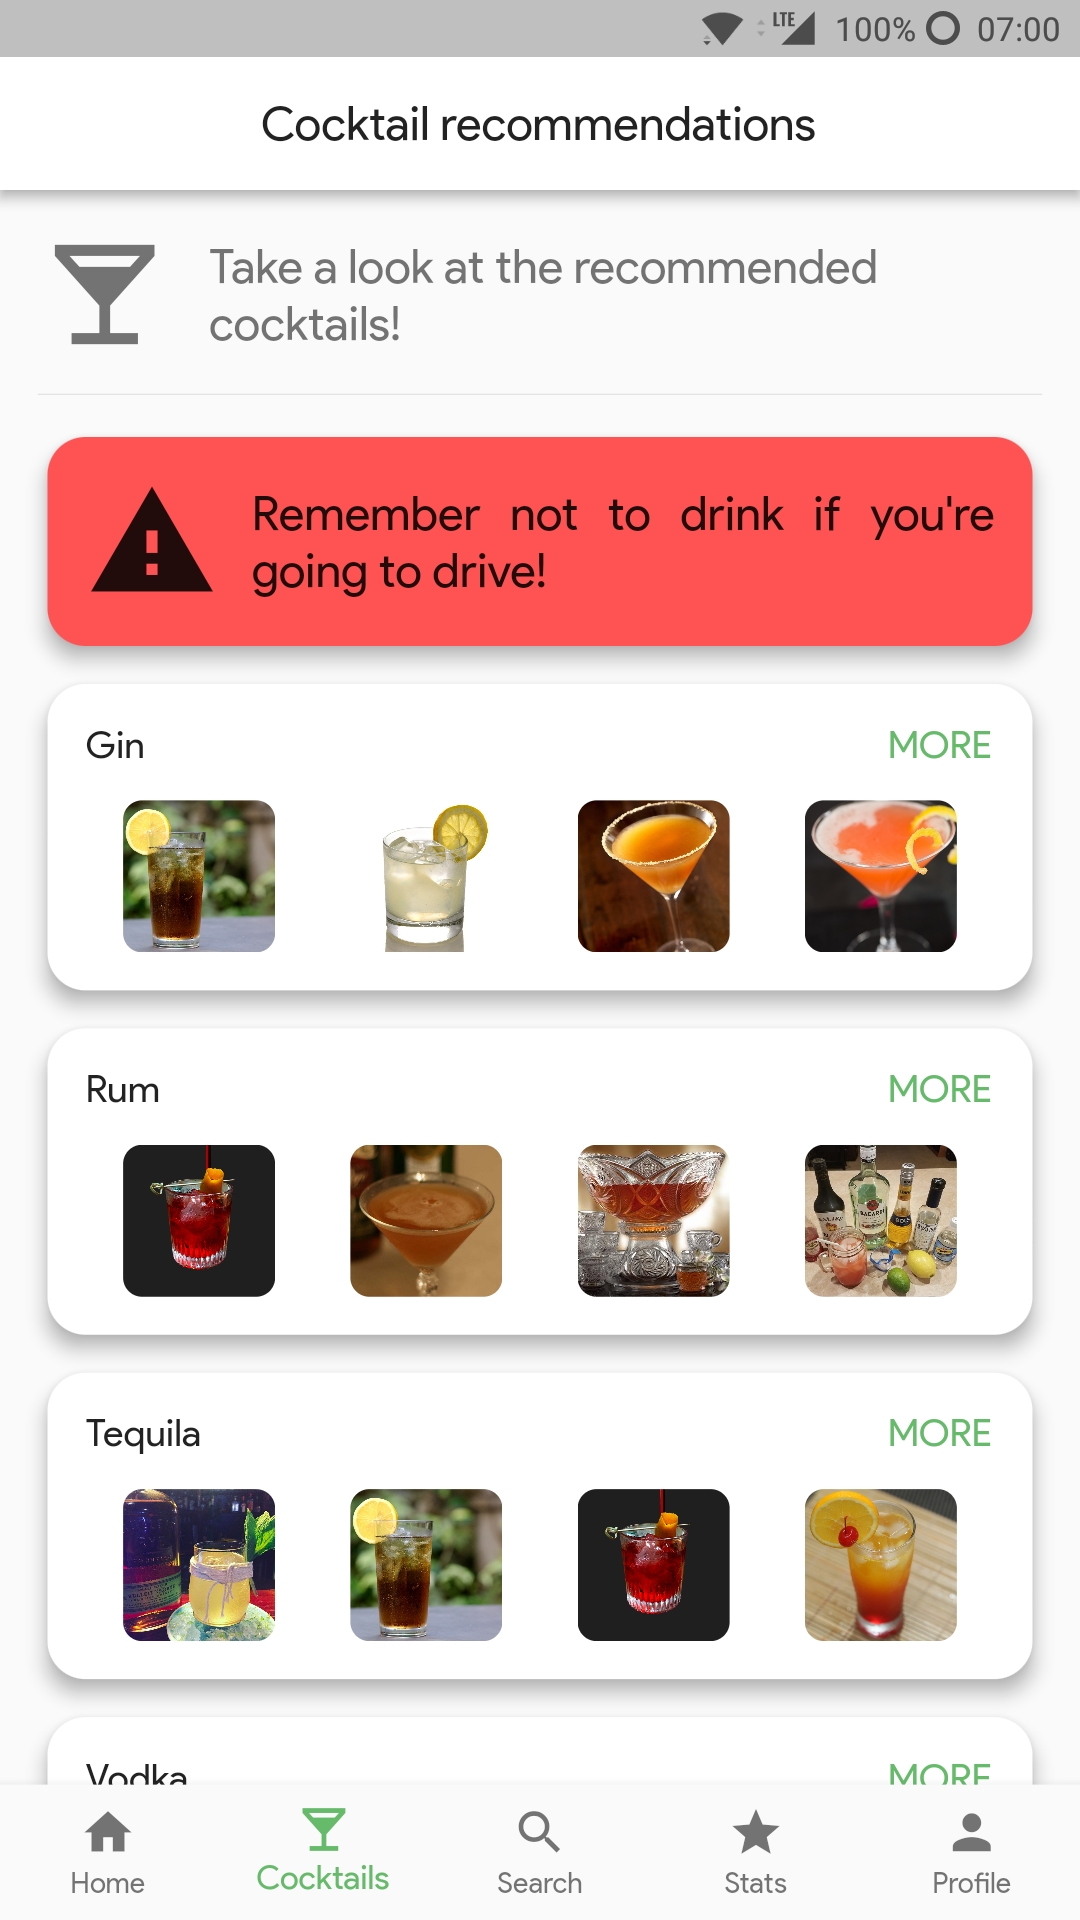 LTE 100% 07:00
Cocktail recommendations
Take a look at the recommended
cocktails!
Remember not to drink if you're
going to drive!
Gin MORE
Rum MORE
BACARDI
Tequila MORE
Vodka MORE
Home Cocktails Search Stats Profile